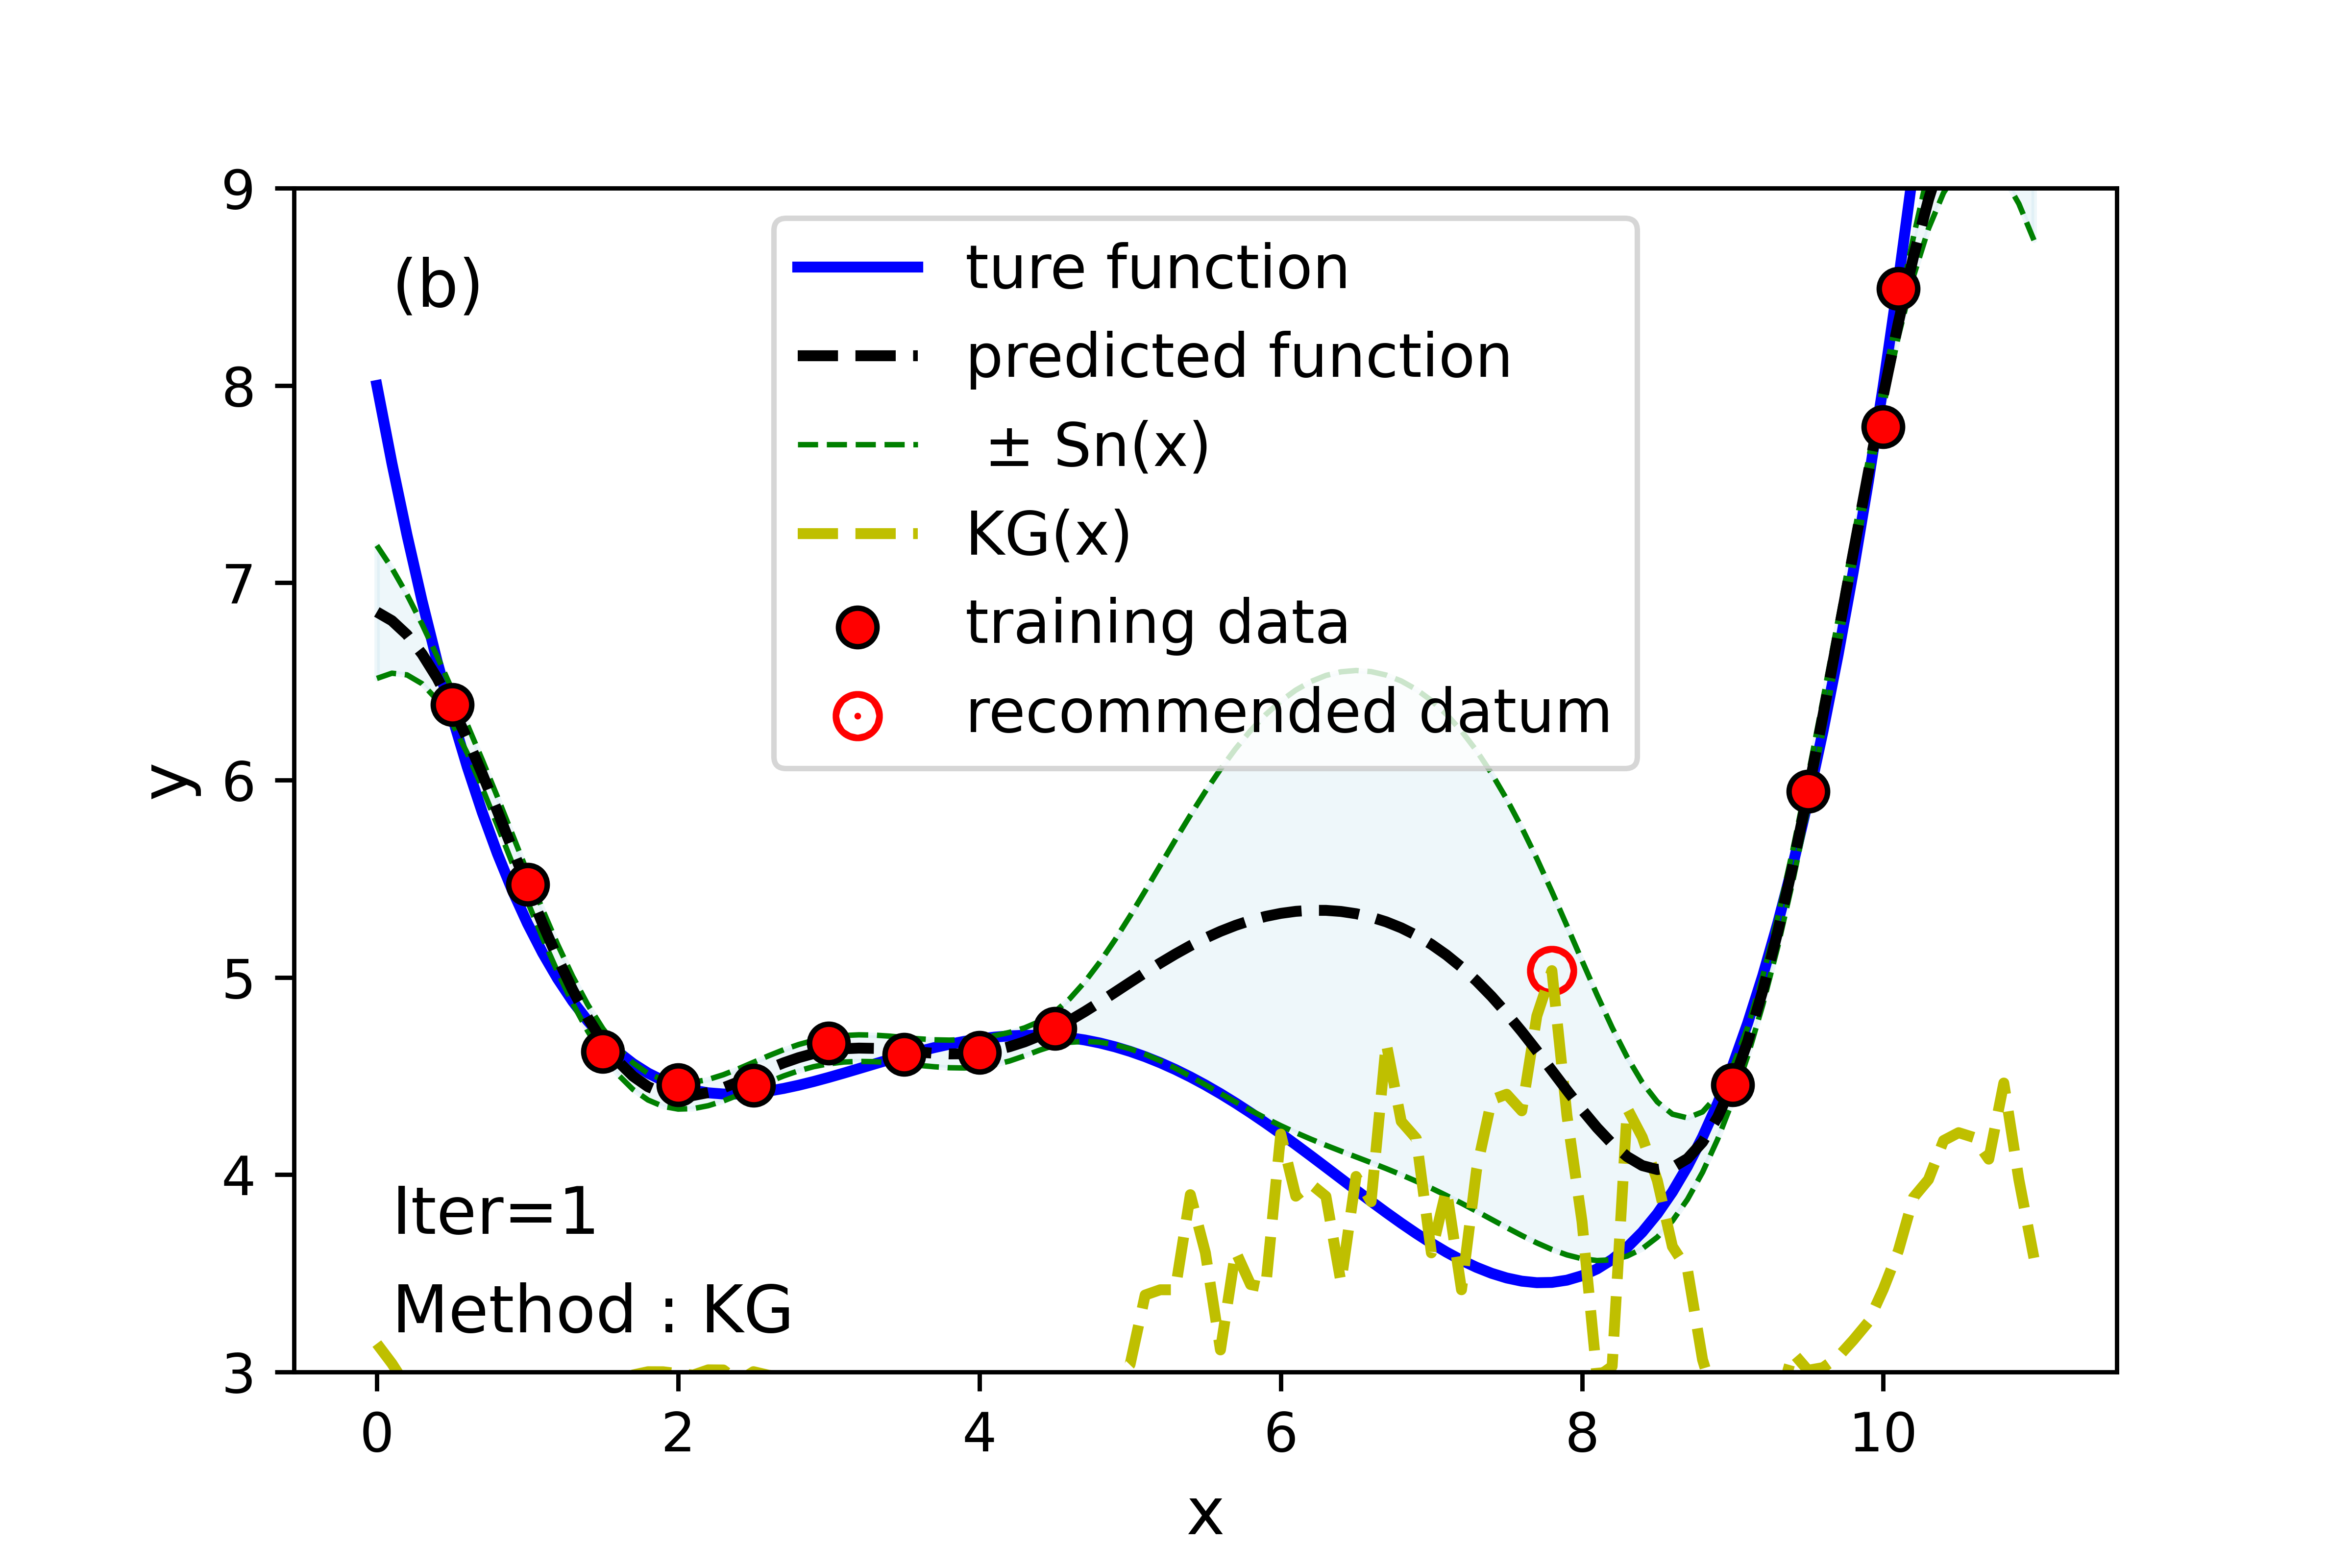 (b)
ture function
predicted function
± Sn(x)
KG(x)
training data
recommended datum
Iter=1
Method : KG
9
8
7
6
5
4
3
y
0 2 4 6 8 10
x